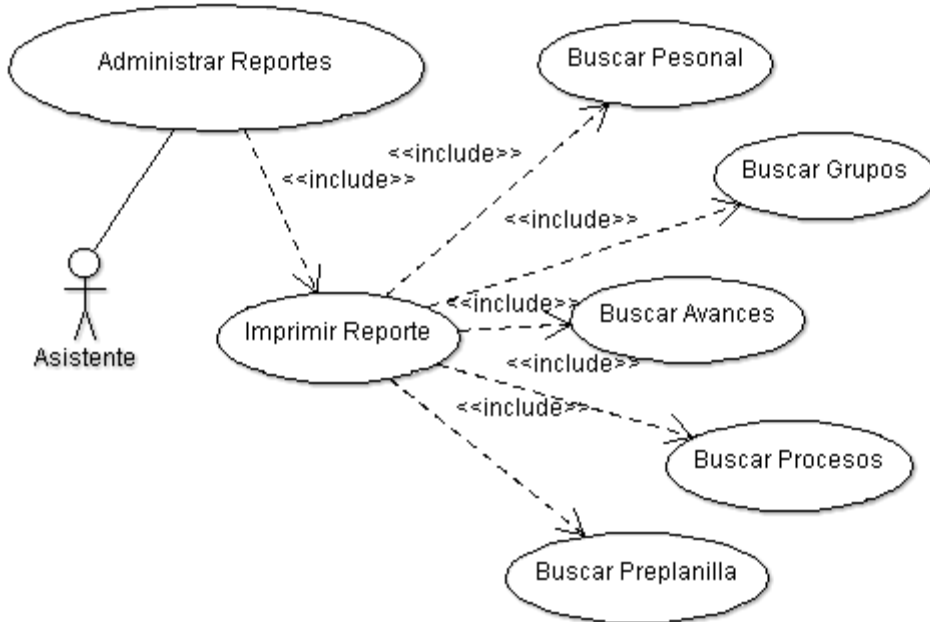 Administrar Reportes
Buscar Pesonal
<<include>>
<<include>>
Buscar Grupos
<<include>>
<<include>>
Buscar Avances
Imprimir Reporte
Asistente
<<include>>
<<include>>
Buscar Procesos
Buscar Preplanilla